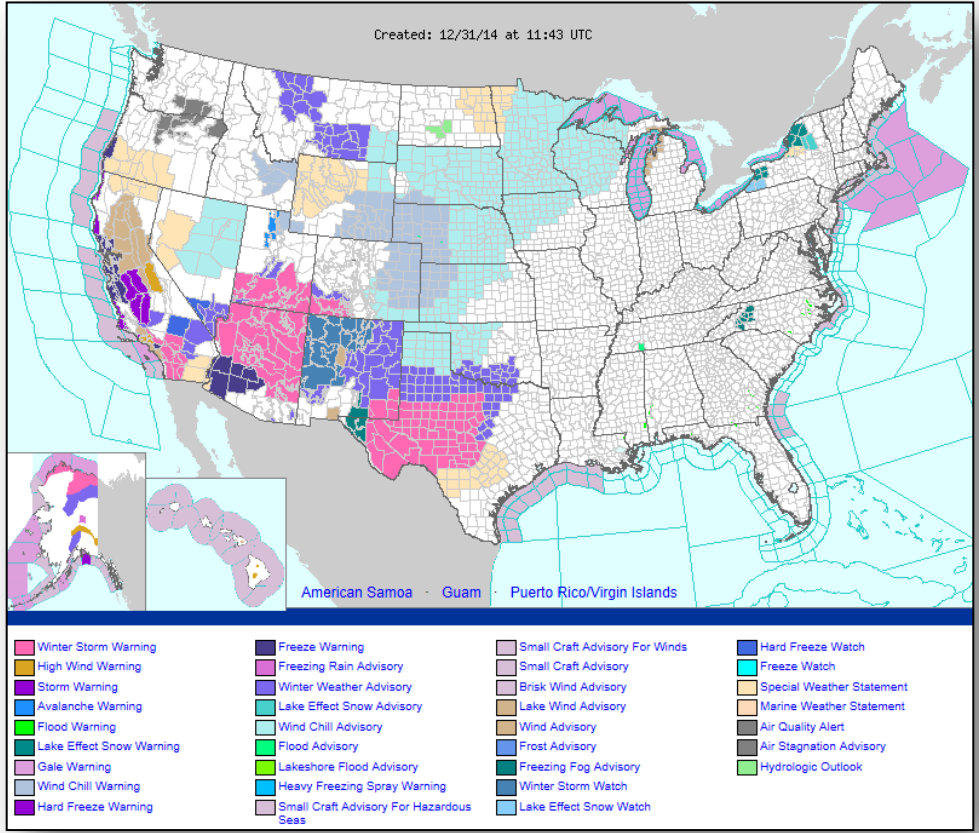 Created: 12/31/14 at 11:43 UTC
American Samoa · Guam · Puerto Rico/Virgin Islands
Winter Storm Warning
High Wind Warning
Storm Warning
Avalanche Warning
Flood Warning
Lake Effect Snow Warning
Gale Warning
Wind Chill Warning
Hard Freeze Warning
Freeze Warning
Freezing Rain Advisory
Winter Weather Advisory
Lake Effect Snow Advisory
Wind Chill Advisory
Flood Advisory
Lakeshore Flood Advisory
Heavy Freezing Spray Warning
Small Craft Advisory For Hazardous
Seas
Small Craft Advisory For Winds
Small Craft Advisory
Brisk Wind Advisory
Lake Wind Advisory
Wind Advisory
Frost Advisory
Freezing Fog Advisory
Winter Storm Watch
Lake Effect Snow Watch
Hard Freeze Watch
Freeze Watch
Special Weather Statement
Marine Weather Statement
Air Quality Alert
Air Stagnation Advisory
Hydrologic Outlook